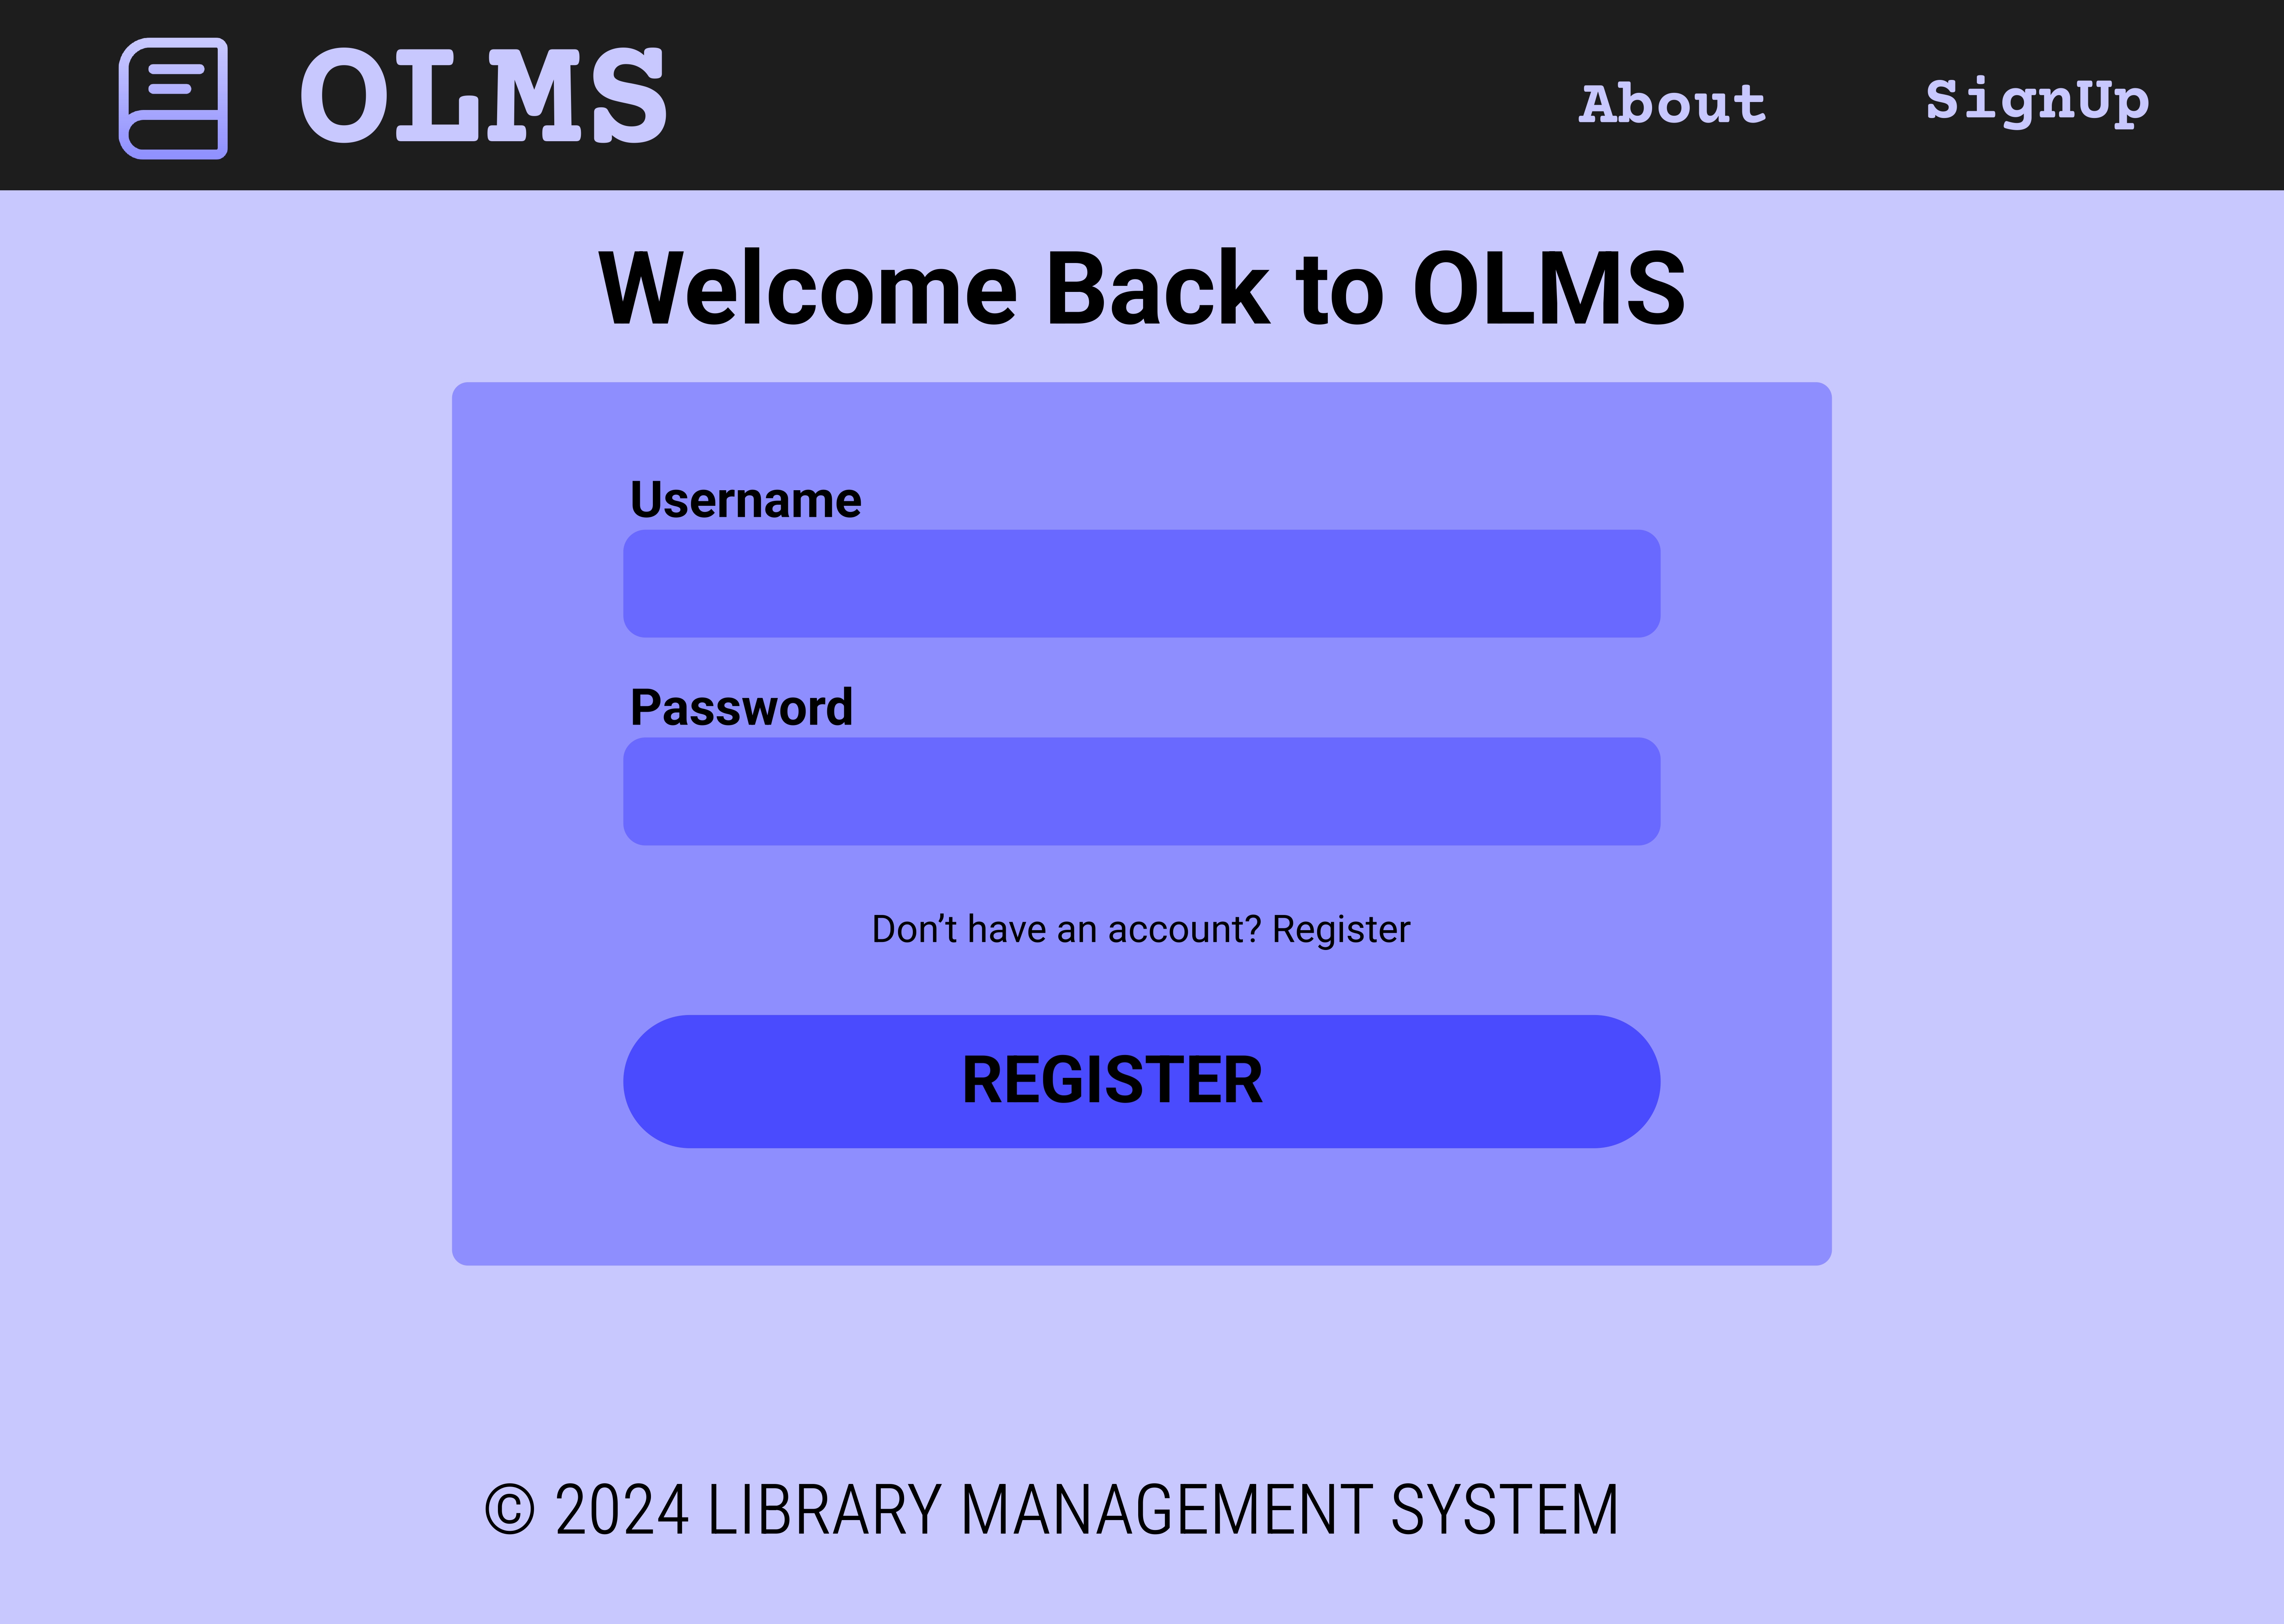 OLMS
About
SignUp
Welcome Back to OLMS
Username
Password
Don’t have an account? Register
REGISTER
© 2024 LIBRARY MANAGEMENT SYSTEM